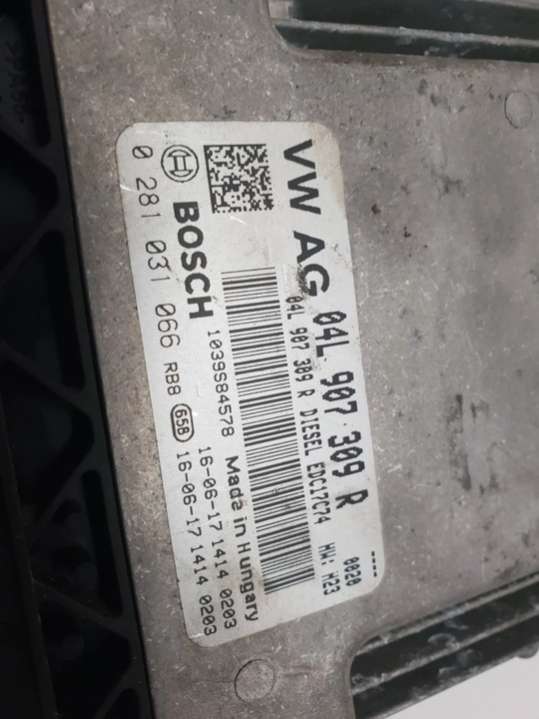 VW AG 04L 907 309 R ----
04L 907 309 R DIESEL EDC17C74 HW: H23 0020
BOSCH 1039S84578 Made in Hungary
16-06-17 1414 0203
0 281 031 066 RB8 658 16-06-17 1414 0203